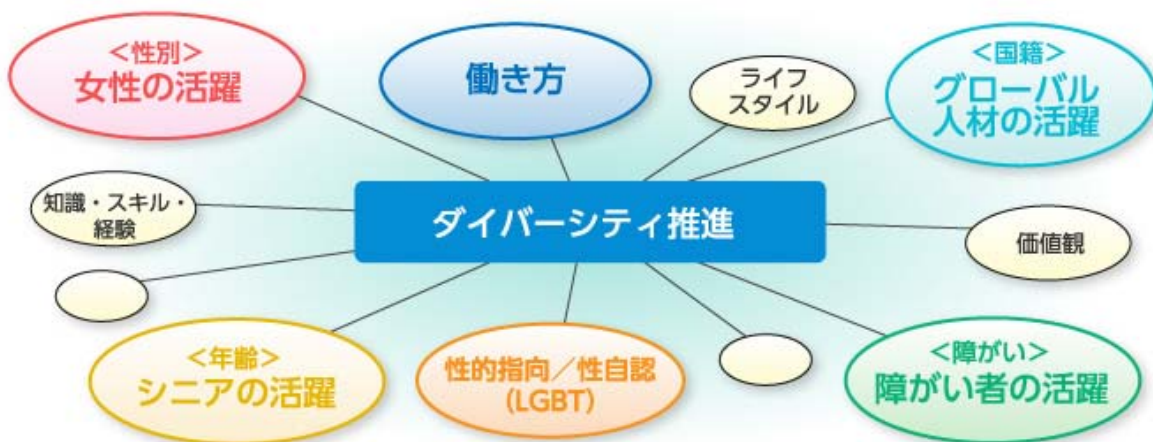 <性別>
女性の活躍
働き方
ライフ
スタイル
<国籍>
グローバル
人材の活躍
知識・スキル・
経験
ダイバーシティ推進
価値観
<年齢>
シニアの活躍
性的指向/性自認
(LGBT)
<障がい>
障がい者の活躍